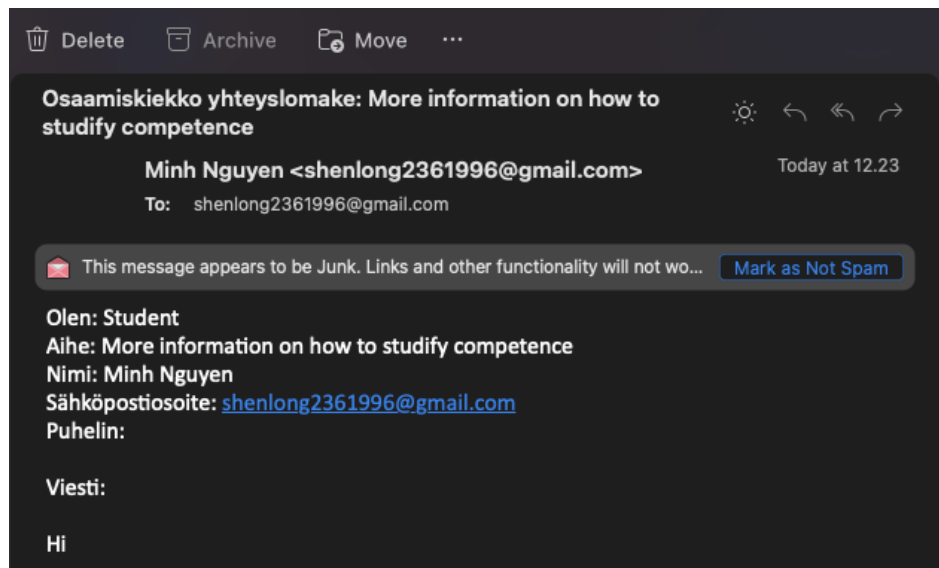 Delete Archive Move ...
Osaamiskiekko yhteyslomake: More information on how to
studify competence
Minh Nguyen <shenlong2361996@gmail.com>
Today at 12.23
To: shenlong2361996@gmail.com
This message appears to be Junk. Links and other functionality will not wo... Mark as Not Spam
Olen: Student
Aihe: More information on how to studify competence
Nimi: Minh Nguyen
Sähköpostiosoite: shenlong2361996@gmail.com
Puhelin:
Viesti:
Hi